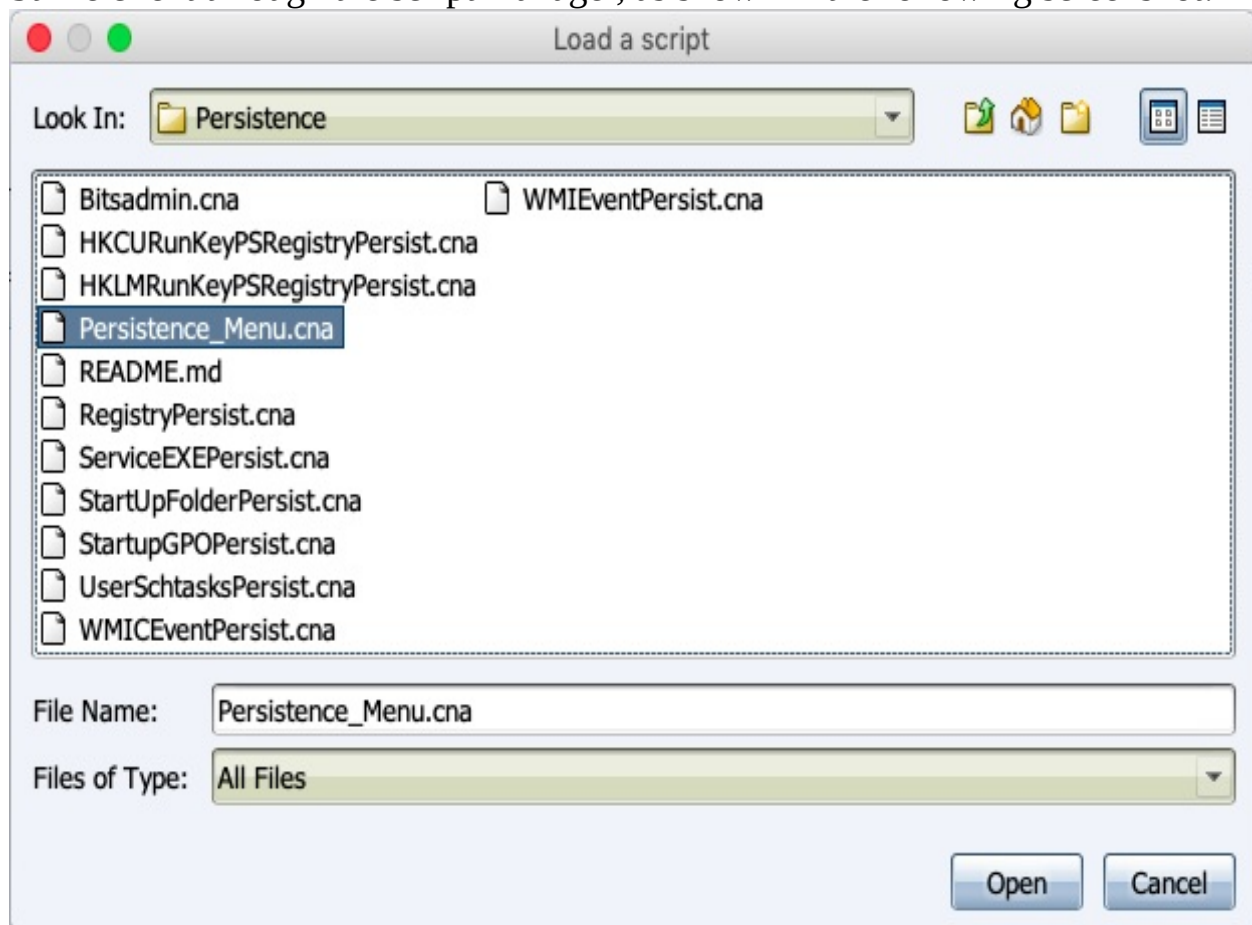 Load a script
Look In: Persistence
Bitsadmin.cna WMIEventPersist.cna
HKCURunKeyPSRegistryPersist.cna
HKLMRunKeyPSRegistryPersist.cna
Persistence_Menu.cna
README.md
RegistryPersist.cna
ServiceEXEPersist.cna
StartUpFolderPersist.cna
StartupGPOPersist.cna
UserSchtasksPersist.cna
WMICEventPersist.cna
File Name: Persistence_Menu.cna
Files of Type: All Files
Open Cancel